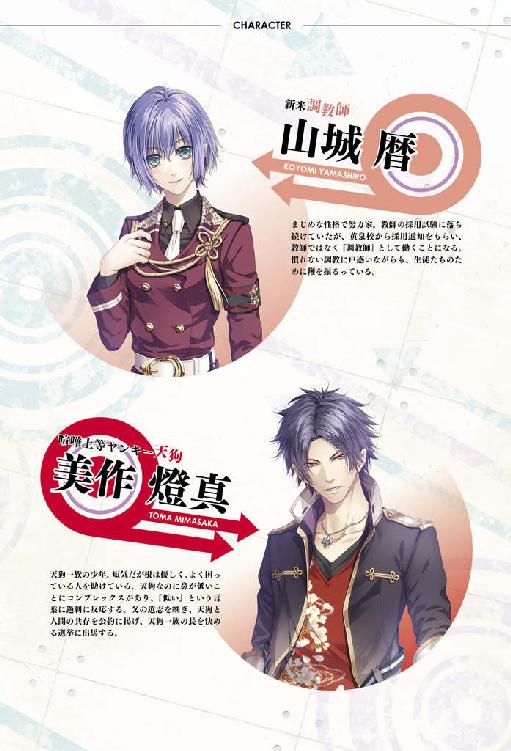 CHARACTER
新米調教師
山城 暦
KOYOMI YAMASHIRO
まじめな性格で努力家。教師の採用試験に落ち
続けていたが、黄泉校から採用通知をもらい、
教師ではなく「調教師」として働くことになる。
慣れない調教に戸惑いながらも、生徒たちのた
めに鞭を振るっている。
喧嘩上等ヤンキー天狗
美作 燈真
TOMA MIMASAKA
天狗一族の少年。短気だが根は優しく、よく困っ
ている人を助けている。天狗なのに鼻が低いこ
とにコンプレックスがあり、「低い」という言
葉に過剰に反応する。父の遺志を継ぎ、天狗と
人間の共存を公約に掲げ、天狗一族の長を決め
る選挙に出馬する。